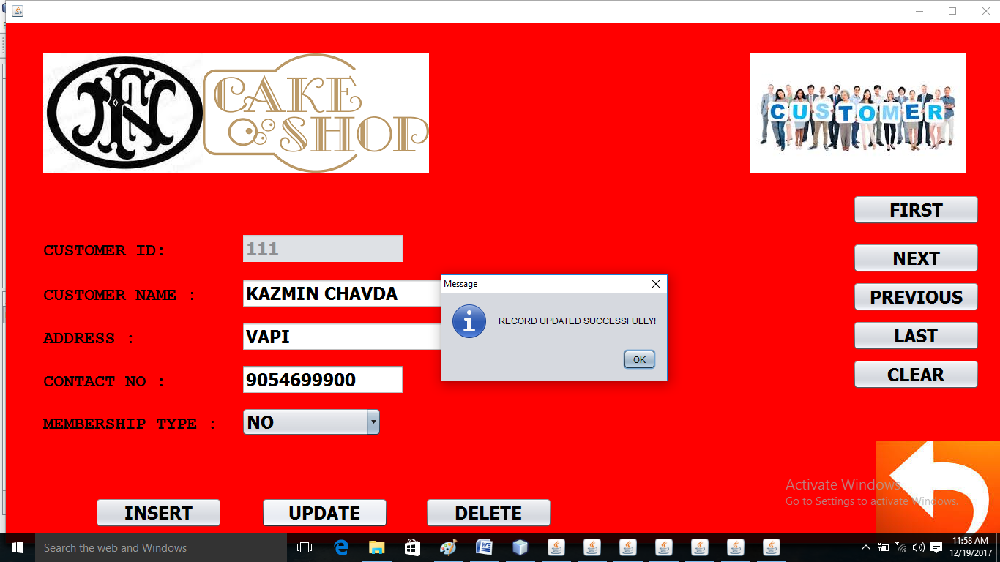 FN
CAKE
SHOP
CUSTOMER
FIRST
CUSTOMER ID:
111
NEXT
CUSTOMER NAME :
KAZMIN CHAVDA
Message
PREVIOUS
RECORD UPDATED SUCCESSFULLY!
ADDRESS :
VAPI
LAST
OK
CONTACT NO :
9054699900
CLEAR
MEMBERSHIP TYPE :
NO
Activate Windows
Go to Settings to activate Windows.
INSERT
UPDATE
DELETE
Search the web and Windows
11:58 AM
12/19/2017